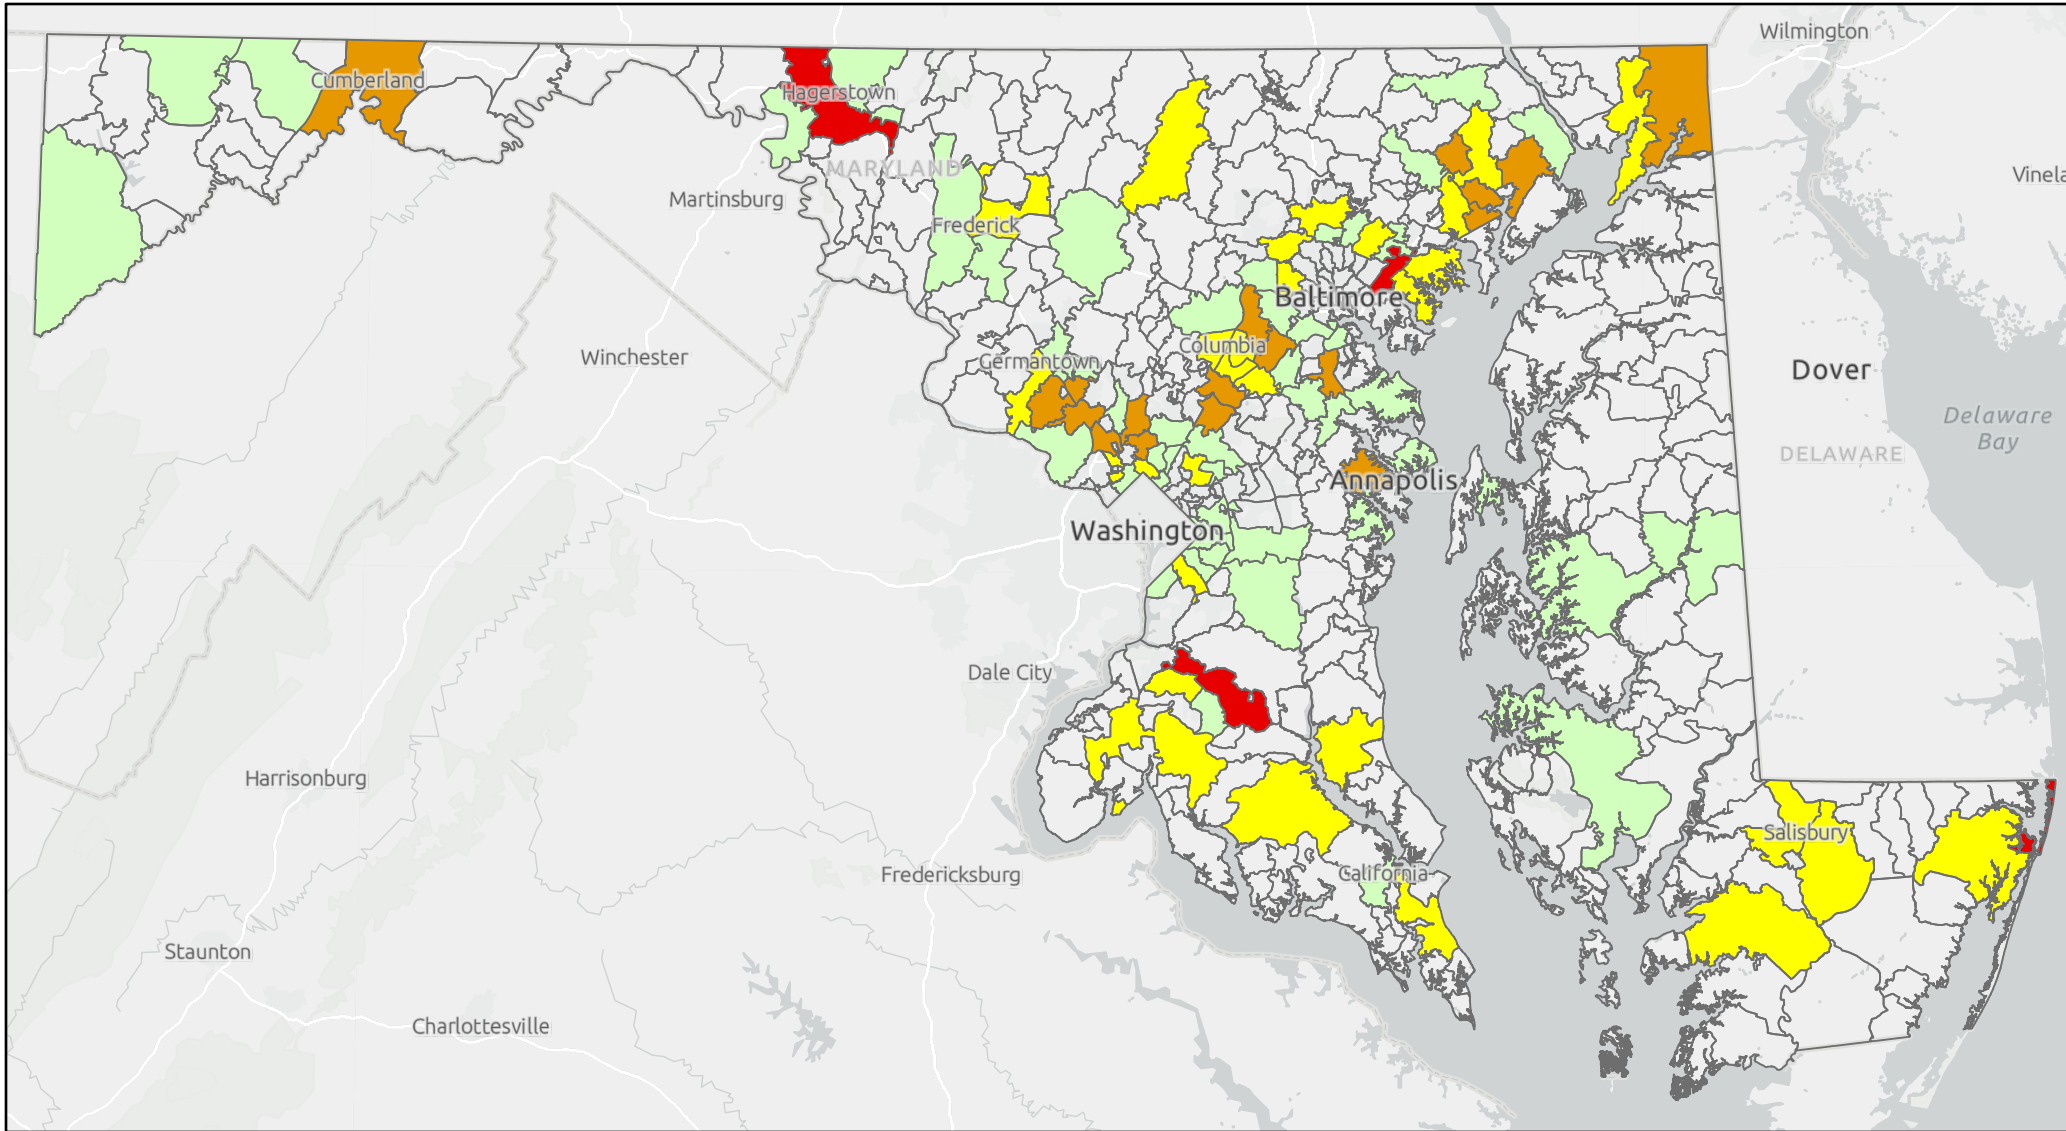 Wilmington
Cumberland
Hagerstown
MARYLAND
Martinsburg
Vinela
Frederick
Baltimore
Columbia
Winchester
Germantown
Dover
Delaware
Bay
DELAWARE
Annapolis
Washington
Dale City
Harrisonburg
Salisbury
California
Fredericksburg
Staunton
Charlottesville